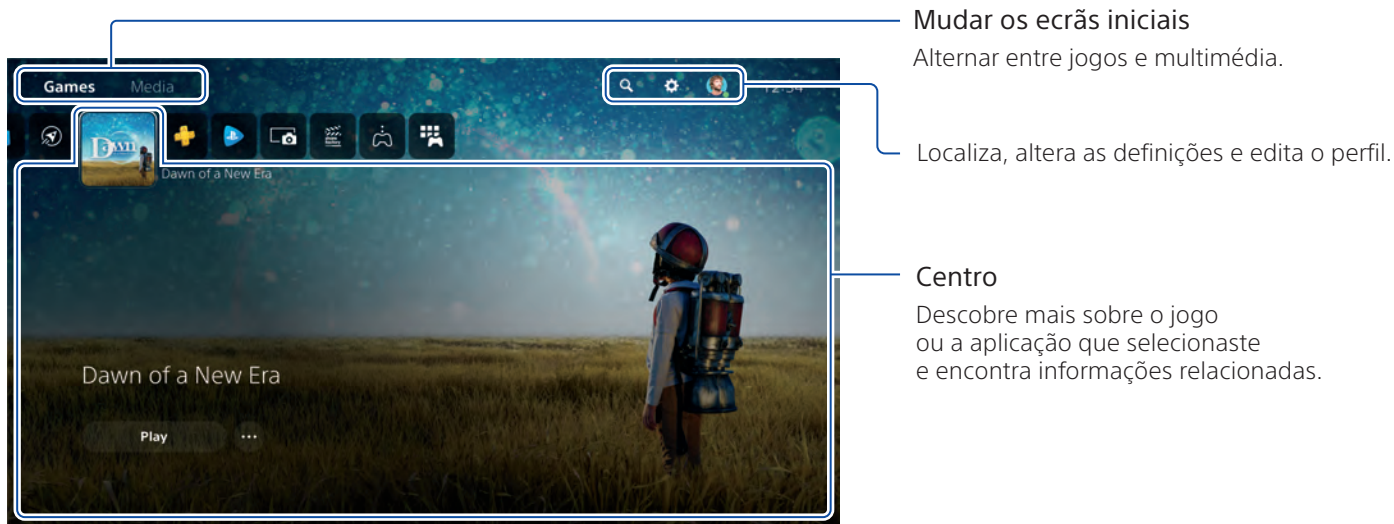 Mudar os ecrãs iniciais
Alternar entre jogos e multimédia.
Games Media
12:34
Localiza, altera as definições e edita o perfil.
Dawn
Dawn of a New Era
Centro
Descobre mais sobre o jogo
ou a aplicação que selecionaste
e encontra informações relacionadas.
Dawn of a New Era
Play